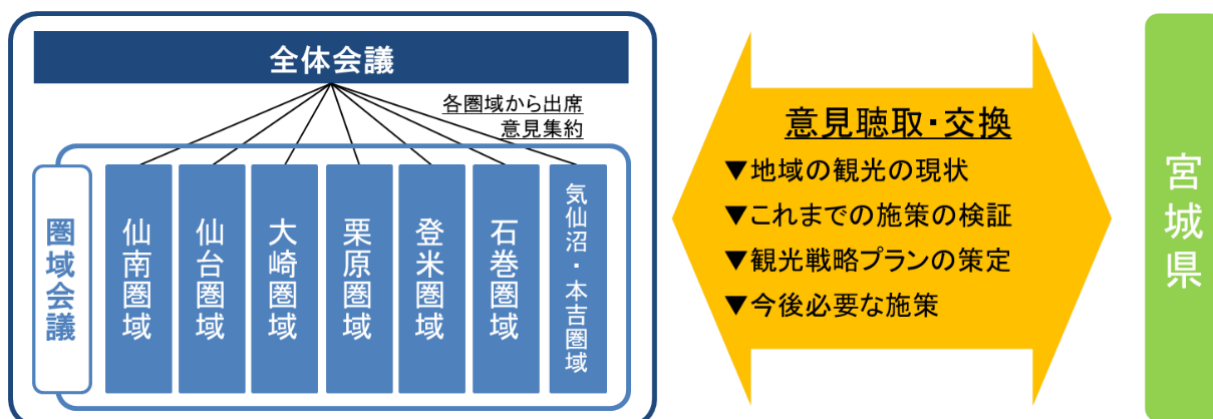 全体会議
各圏域から出席
意見集約
圏域会議
仙南圏域
仙台圏域
大崎圏域
栗原圏域
登米圏域
石巻圏域
気仙沼・本吉圏域
意見聴取・交換
▼地域の観光の現状
▼これまでの施策の検証
▼観光戦略プランの策定
▼今後必要な施策
宮城県